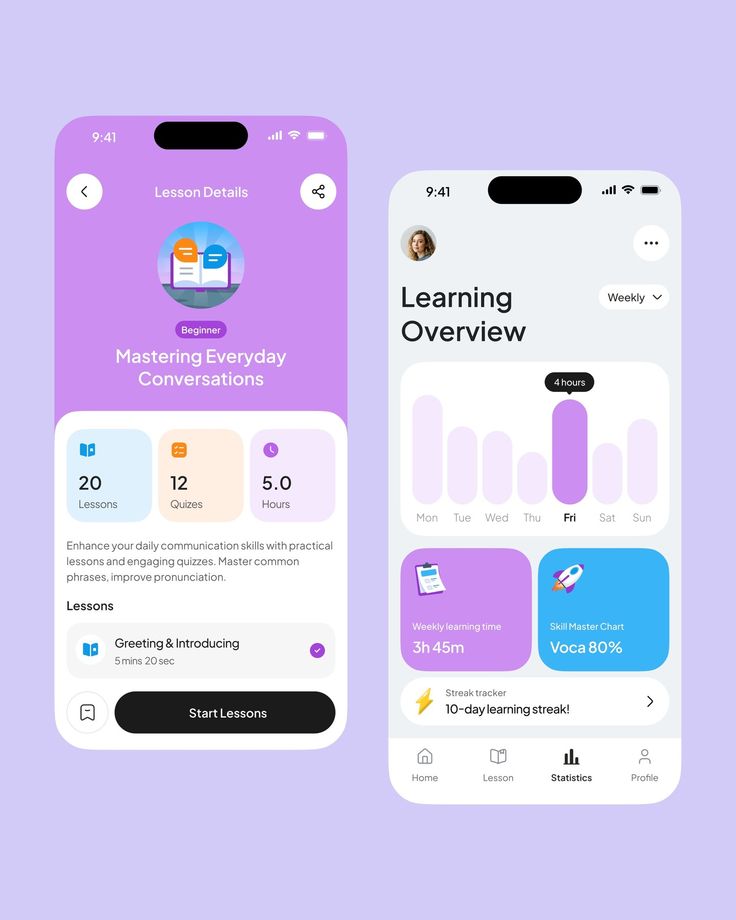 9:41
Lesson Details
Beginner
Mastering Everyday
Conversations
20
Lessons
12
Quizes
5.0
Hours
Enhance your daily communication skills with practical
lessons and engaging quizzes. Master common
phrases, improve pronunciation.
Lessons
Greeting & Introducing
5 mins 20 sec
Start Lessons
9:41
Learning
Overview
Weekly
4 hours
Mon Tue Wed Thu Fri Sat Sun
Weekly learning time
3h 45m
Skill Master Chart
Voca 80%
Streak tracker
10-day learning streak!
Home Lesson Statistics Profile